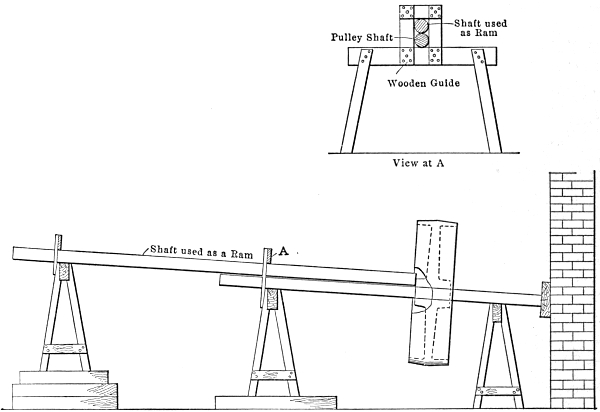 Shaft used
as Ram
Pulley Shaft
Wooden Guide
View at A
Shaft used as a Ram
A